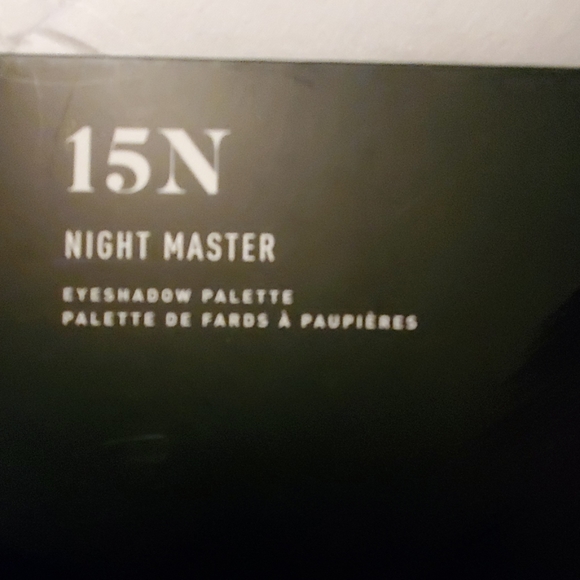 15N
NIGHT MASTER
EYESHADOW PALETTE
PALETTE DE FARDS À PAUPIÈRES